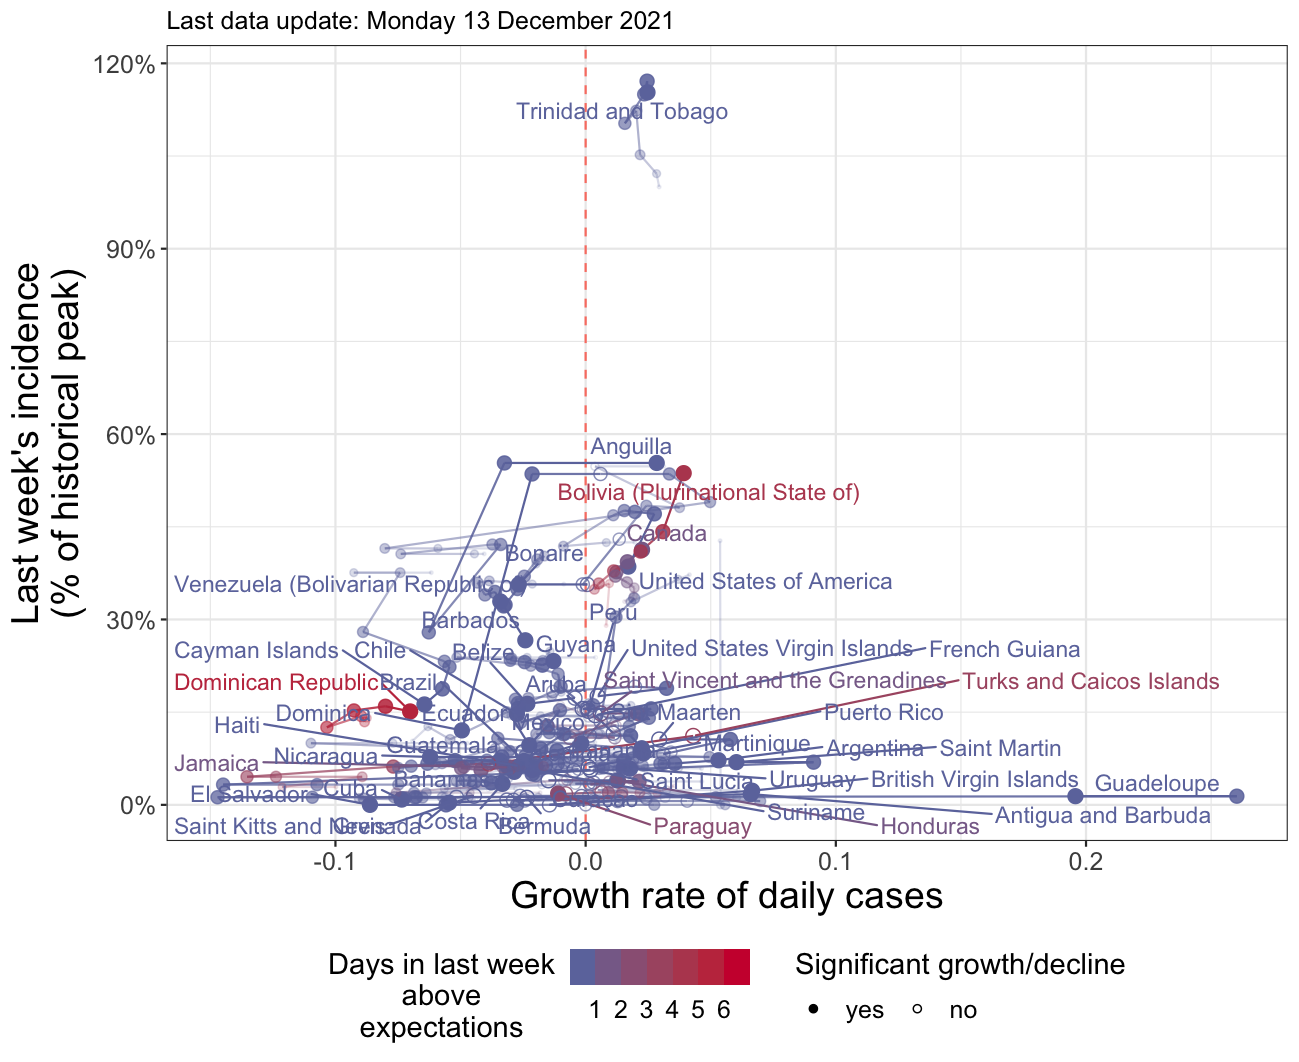 Last data update: Monday 13 December 2021
Last week's incidence
(% of historical peak)
120%
90%
60%
30%
0%
Trinidad and Tobago
Anguilla
Bolivia (Plurinational State of)
Canada
Bonaire
Venezuela (Bolivarian Republic of)
United States of America
Peru
Barbados
Cayman Islands
Chile
Belize
Guyana
United States Virgin Islands
French Guiana
Dominican Republic
Brazil
Aruba
Saint Vincent and the Grenadines
Turks and Caicos Islands
Dominica
Ecuador
Mexico
Maarten
Puerto Rico
Haiti
Guatemala
Martinique
Argentina
Saint Martin
Jamaica
Nicaragua
Bahamas
Saint Lucia
Uruguay
British Virgin Islands
Guadeloupe
El Salvador
Cuba
Suriname
Antigua and Barbuda
Saint Kitts and Nevis
Grenada
Costa Rica
Bermuda
Paraguay
Honduras
-0.1
0.0
0.1
0.2
Growth rate of daily cases
Days in last week
above
expectations
1 2 3 4 5 6
Significant growth/decline
yes
no